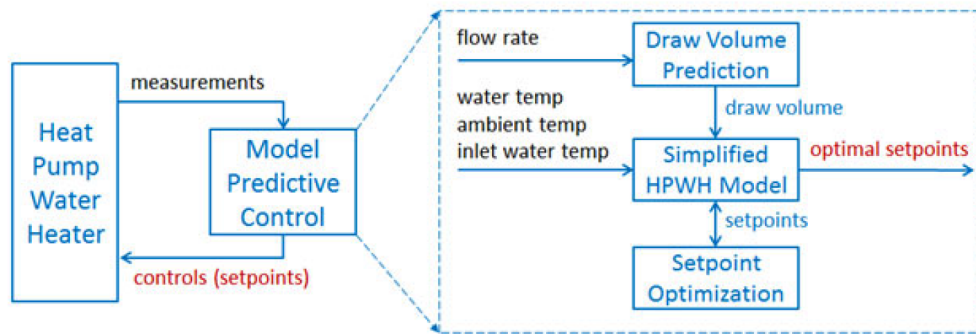 Heat
Pump
Water
Heater
measurements
Model
Predictive
Control
controls (setpoints)
flow rate
Draw Volume
Prediction
draw volume
water temp
ambient temp
inlet water temp
Simplified
HPWH Model
optimal setpoints
setpoints
Setpoint
Optimization